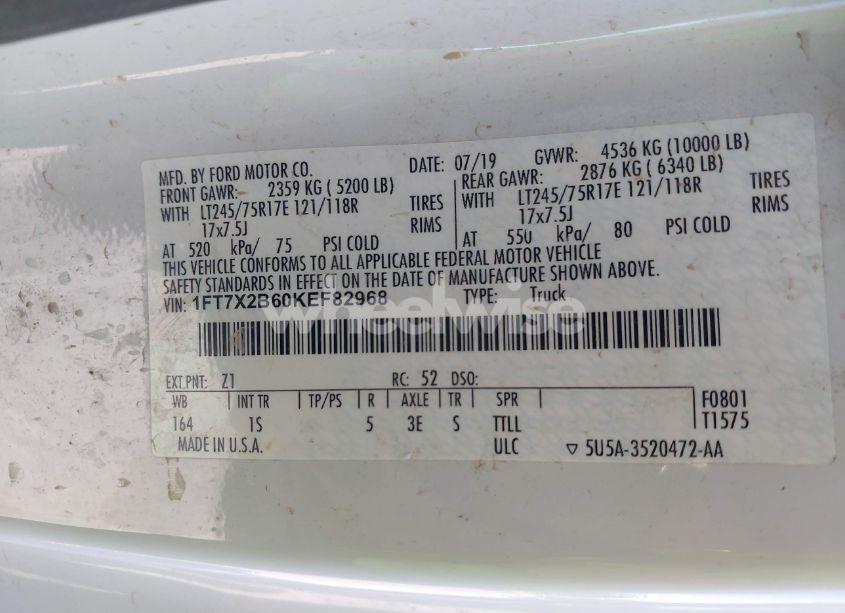 MFD. BY FORD MOTOR CO. DATE: 07/19 GVWR: 4536 KG (10000 LB)
FRONT GAWR: 2359 KG ( 5200 LB) REAR GAWR: 2876 KG ( 6340 LB)
WITH LT245/75R17E 121/118R TIRES WITH LT245/75R17E 121/118R TIRES
17x7.5J RIMS 17x7.5J RIMS
AT 520 kPa/ 75 PSI COLD AT 550 kPa/ 80 PSI COLD
THIS VEHICLE CONFORMS TO ALL APPLICABLE FEDERAL MOTOR VEHICLE
SAFETY STANDARDS IN EFFECT ON THE DATE OF MANUFACTURE SHOWN ABOVE.
VIN: 1FT7X2B60KEF82968 TYPE: Truck
wheelwise
EXT PNT: Z1 RC: 52 DSO:
WB INT TR TP/PS R AXLE TR SPR F0801
164 1S 5 3E S TTLL T1575
MADE IN U.S.A. ULC ▽ 5U5A-3520472-AA